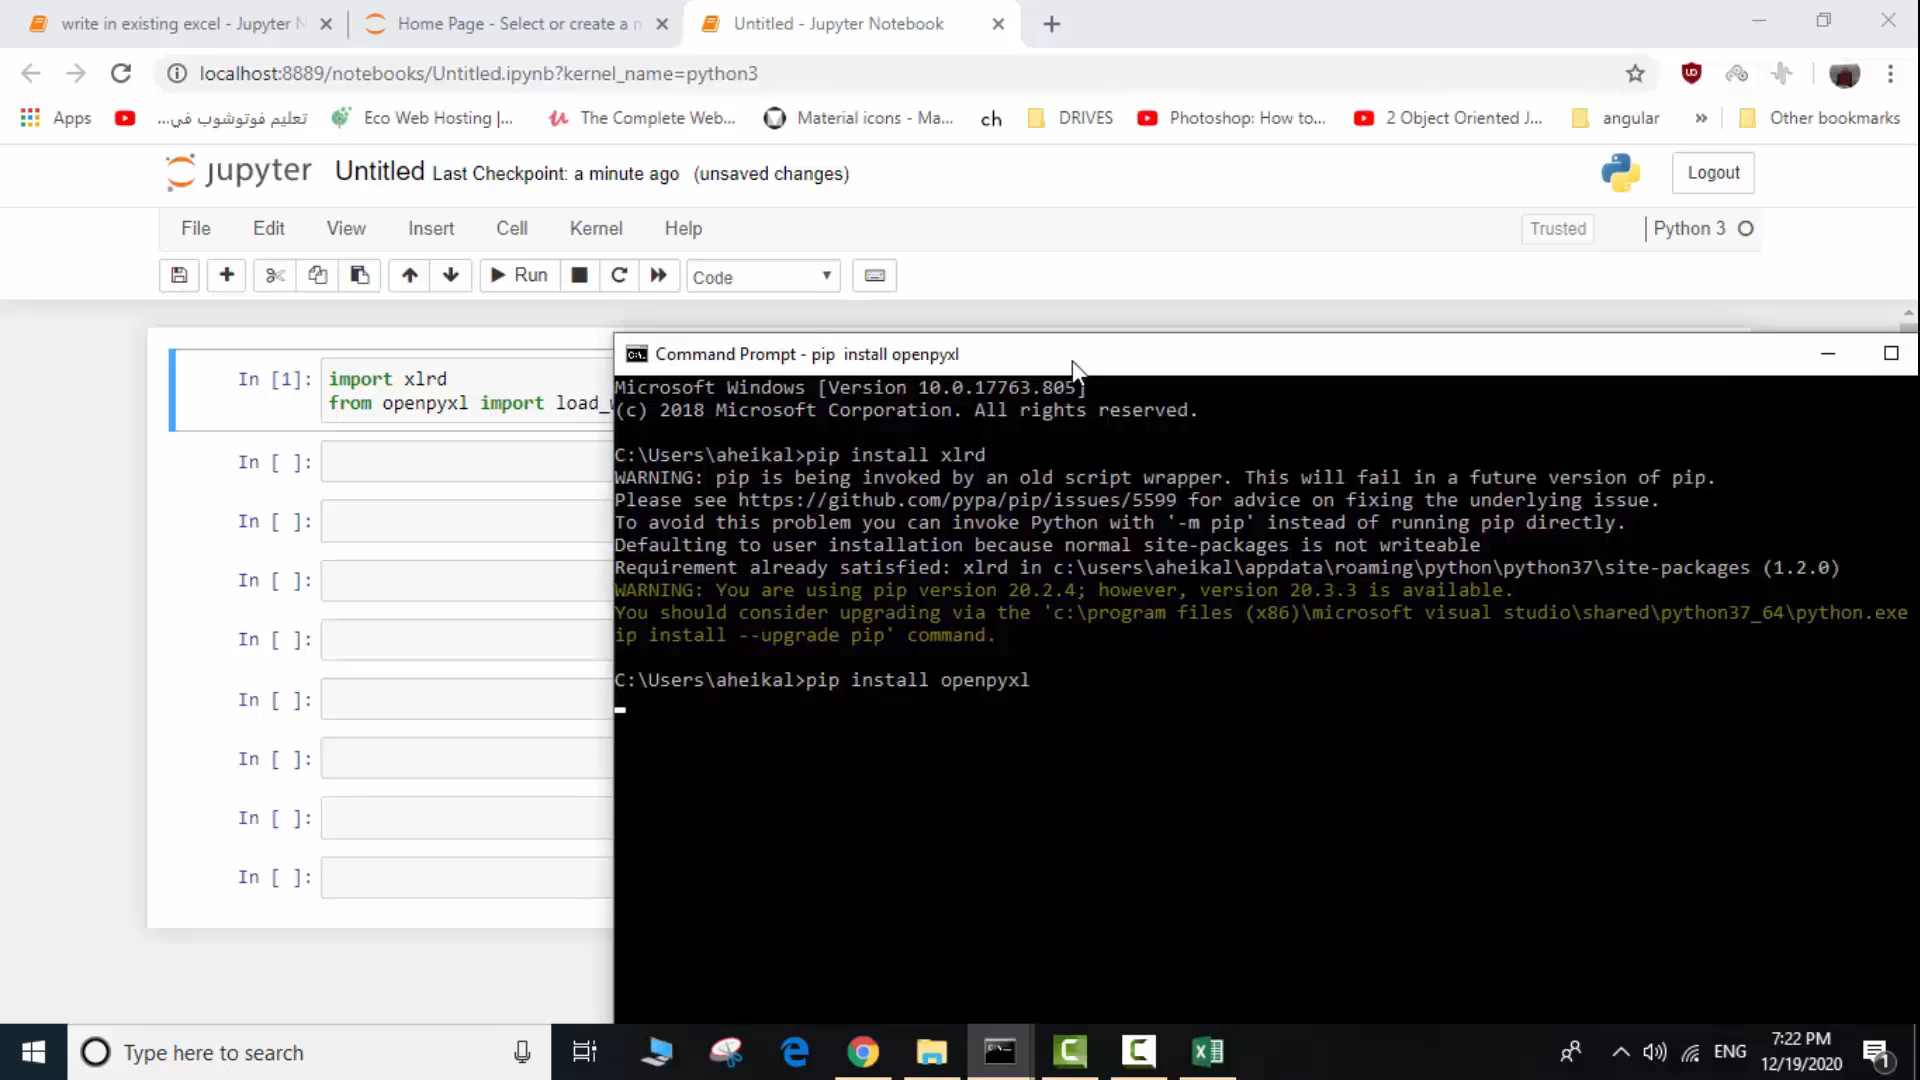 write in existing excel - Jupyter N
Home Page - Select or create a n
Untitled - Jupyter Notebook
localhost:8889/notebooks/Untitled.ipynb?kernel_name=python3
Apps
تعليم فوتوشوب في...
Eco Web Hosting |...
The Complete Web...
Material icons - Ma...
ch
DRIVES
Photoshop: How to...
2 Object Oriented J...
angular
»
Other bookmarks
jupyter Untitled Last Checkpoint: a minute ago (unsaved changes)
Logout
File Edit View Insert Cell Kernel Help
Trusted
Python 3
Run
Code
In [1]: import xlrd
from openpyxl import load_
In [ ]:
In [ ]:
In [ ]:
In [ ]:
In [ ]:
In [ ]:
In [ ]:
In [ ]:
Command Prompt - pip  install openpyxl
Microsoft Windows [Version 10.0.17763.805]
(c) 2018 Microsoft Corporation. All rights reserved.
C:\Users\aheikal>pip install xlrd
WARNING: pip is being invoked by an old script wrapper. This will fail in a future version of pip.
Please see https://github.com/pypa/pip/issues/5599 for advice on fixing the underlying issue.
To avoid this problem you can invoke Python with '-m pip' instead of running pip directly.
Defaulting to user installation because normal site-packages is not writeable
Requirement already satisfied: xlrd in c:\users\aheikal\appdata\roaming\python\python37\site-packages (1.2.0)
WARNING: You are using pip version 20.2.4; however, version 20.3.3 is available.
You should consider upgrading via the 'c:\program files (x86)\microsoft visual studio\shared\python37_64\python.exe
ip install --upgrade pip' command.
C:\Users\aheikal>pip install openpyxl
Type here to search
ENG
7:22 PM
12/19/2020
1